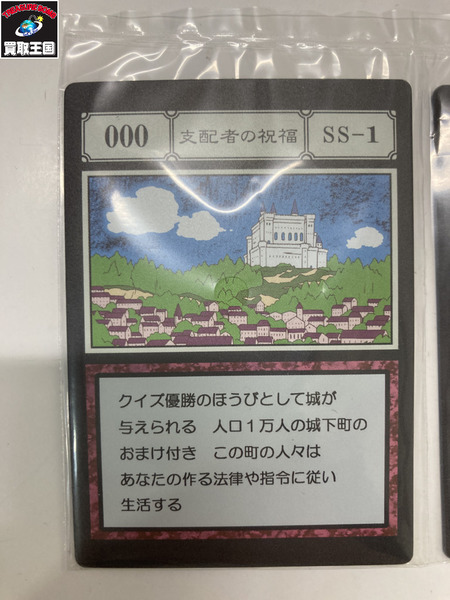 TREASURE KING
買取王国
000 支配者の祝福 SS-1
クイズ優勝のほうびとして城が
与えられる 人口1万人の城下町の
おまけ付き この町の人々は
あなたの作る法律や指令に従い
生活する